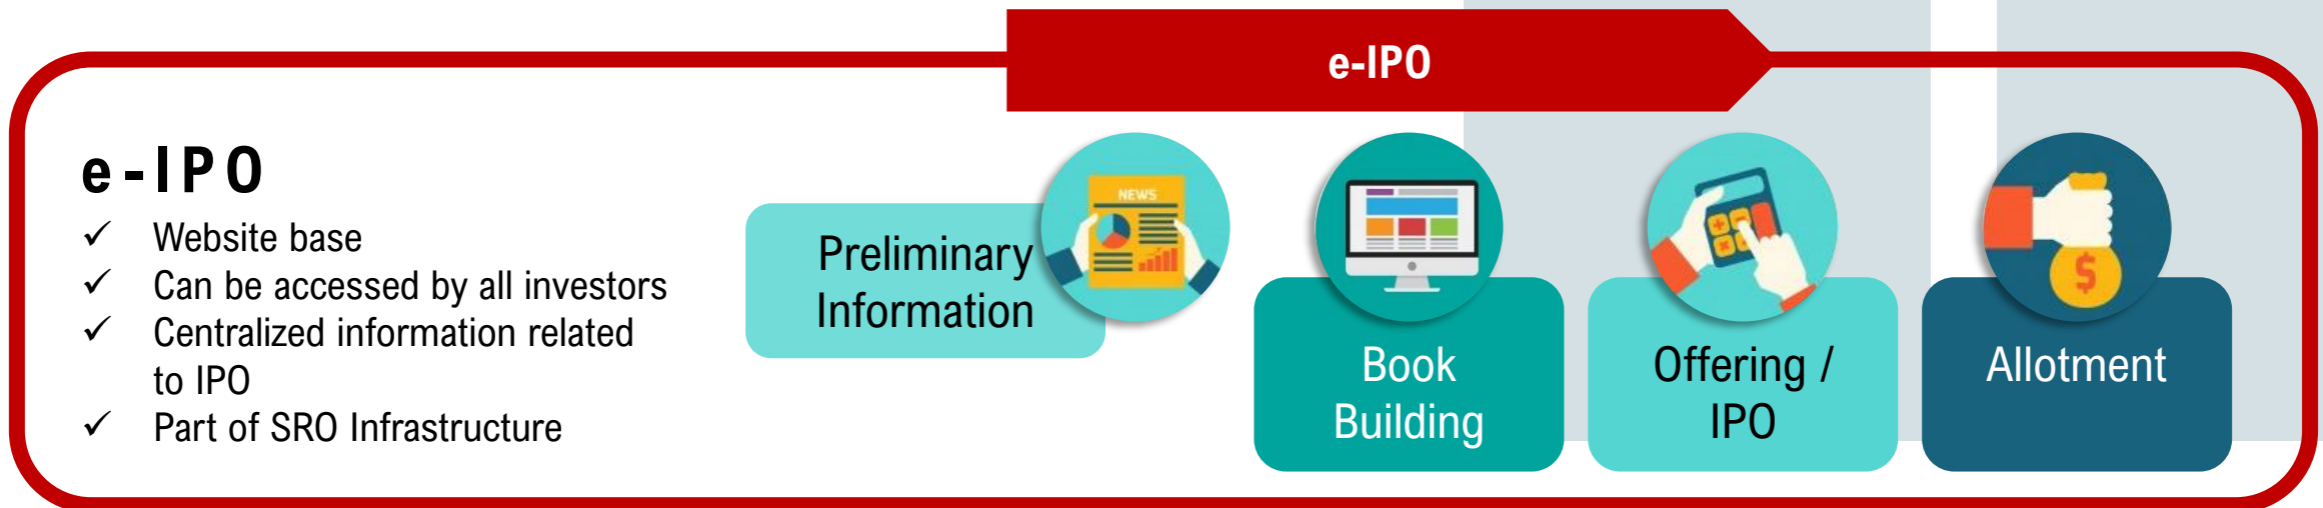 e-IPO
e-IPO
✓ Website base
✓ Can be accessed by all investors
✓ Centralized information related
to IPO
✓ Part of SRO Infrastructure
Preliminary
Information
NEWS
Book
Building
Offering /
IPO
$
Allotment